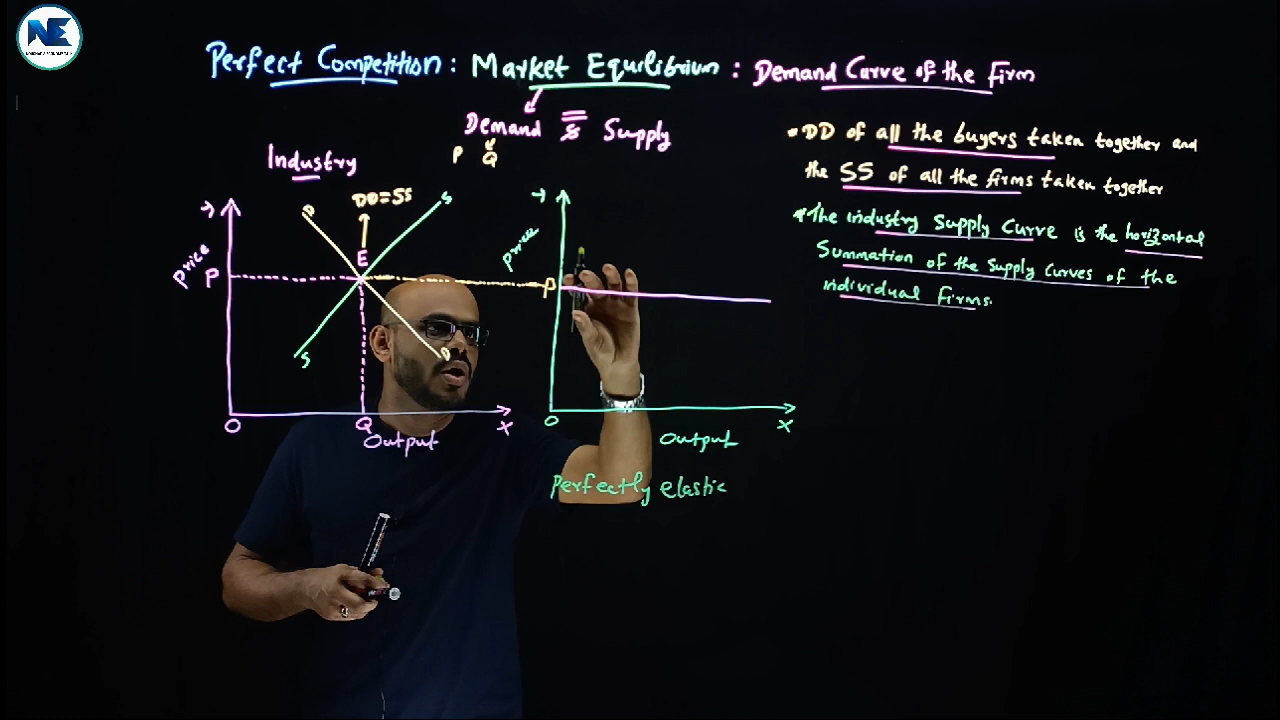 NE
Perfect Competition : Market Equilibrium : Demand Curve of the Firm
Demand & Supply
P Q
Industry
DD = SS
D
S
E
Price
P
S
D
O
Q
X
Output
Y
Price
P
O
X
Output
Perfectly elastic
• DD of all the buyers taken together and
the SS of all the firms taken together
• The industry Supply Curve is the horizontal
Summation of the Supply Curves of the
individual Firms.